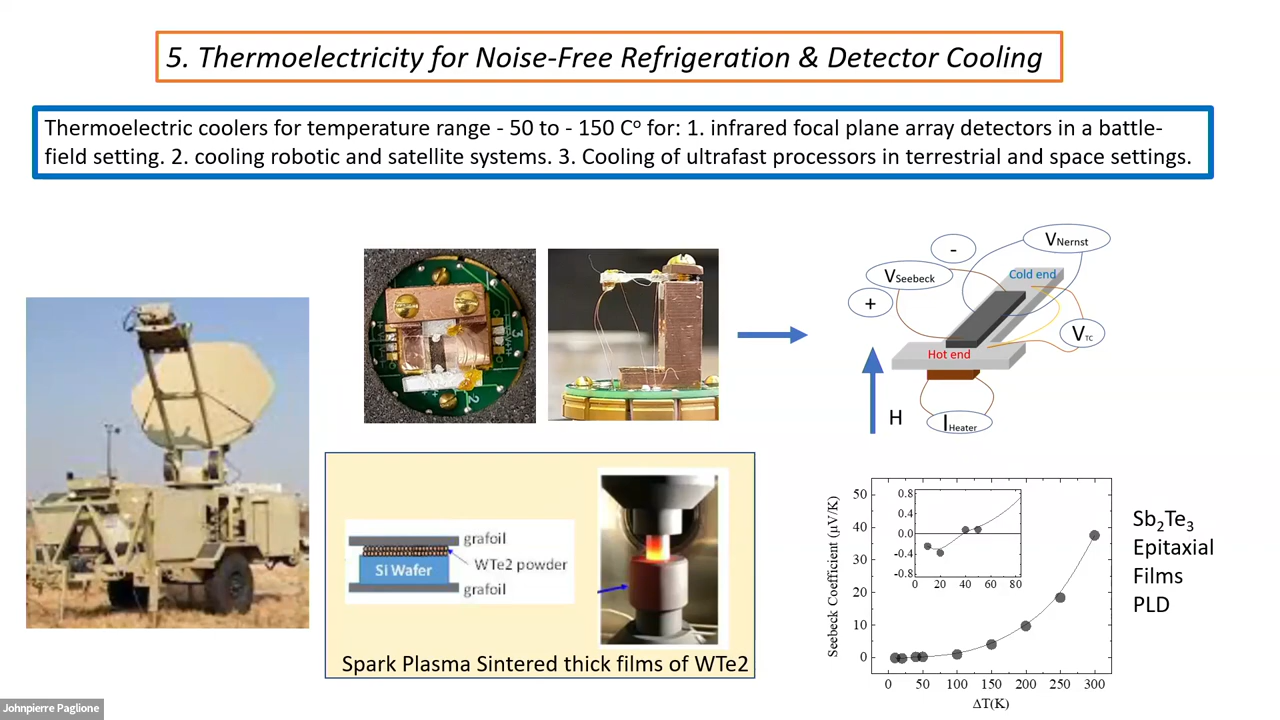 5. Thermoelectricity for Noise-Free Refrigeration & Detector Cooling
Thermoelectric coolers for temperature range - 50 to - 150 Cᵒ for: 1. infrared focal plane array detectors in a battle-
field setting. 2. cooling robotic and satellite systems. 3. Cooling of ultrafast processors in terrestrial and space settings.
3
2
VNernst
-
VSeebeck
+
Cold end
VTC
Hot end
H
IHeater
grafoil
WTe2 powder
Si Wafer
grafoil
Spark Plasma Sintered thick films of WTe2
Seebeck Coefficient (μV/K)
50
40
30
20
10
0
0 50 100 150 200 250 300
ΔT(K)
0.8
0.4
0.0
-0.4
-0.8
0 20 40 60 80
Sb₂Te₃
Epitaxial
Films
PLD
Johnpierre Paglione